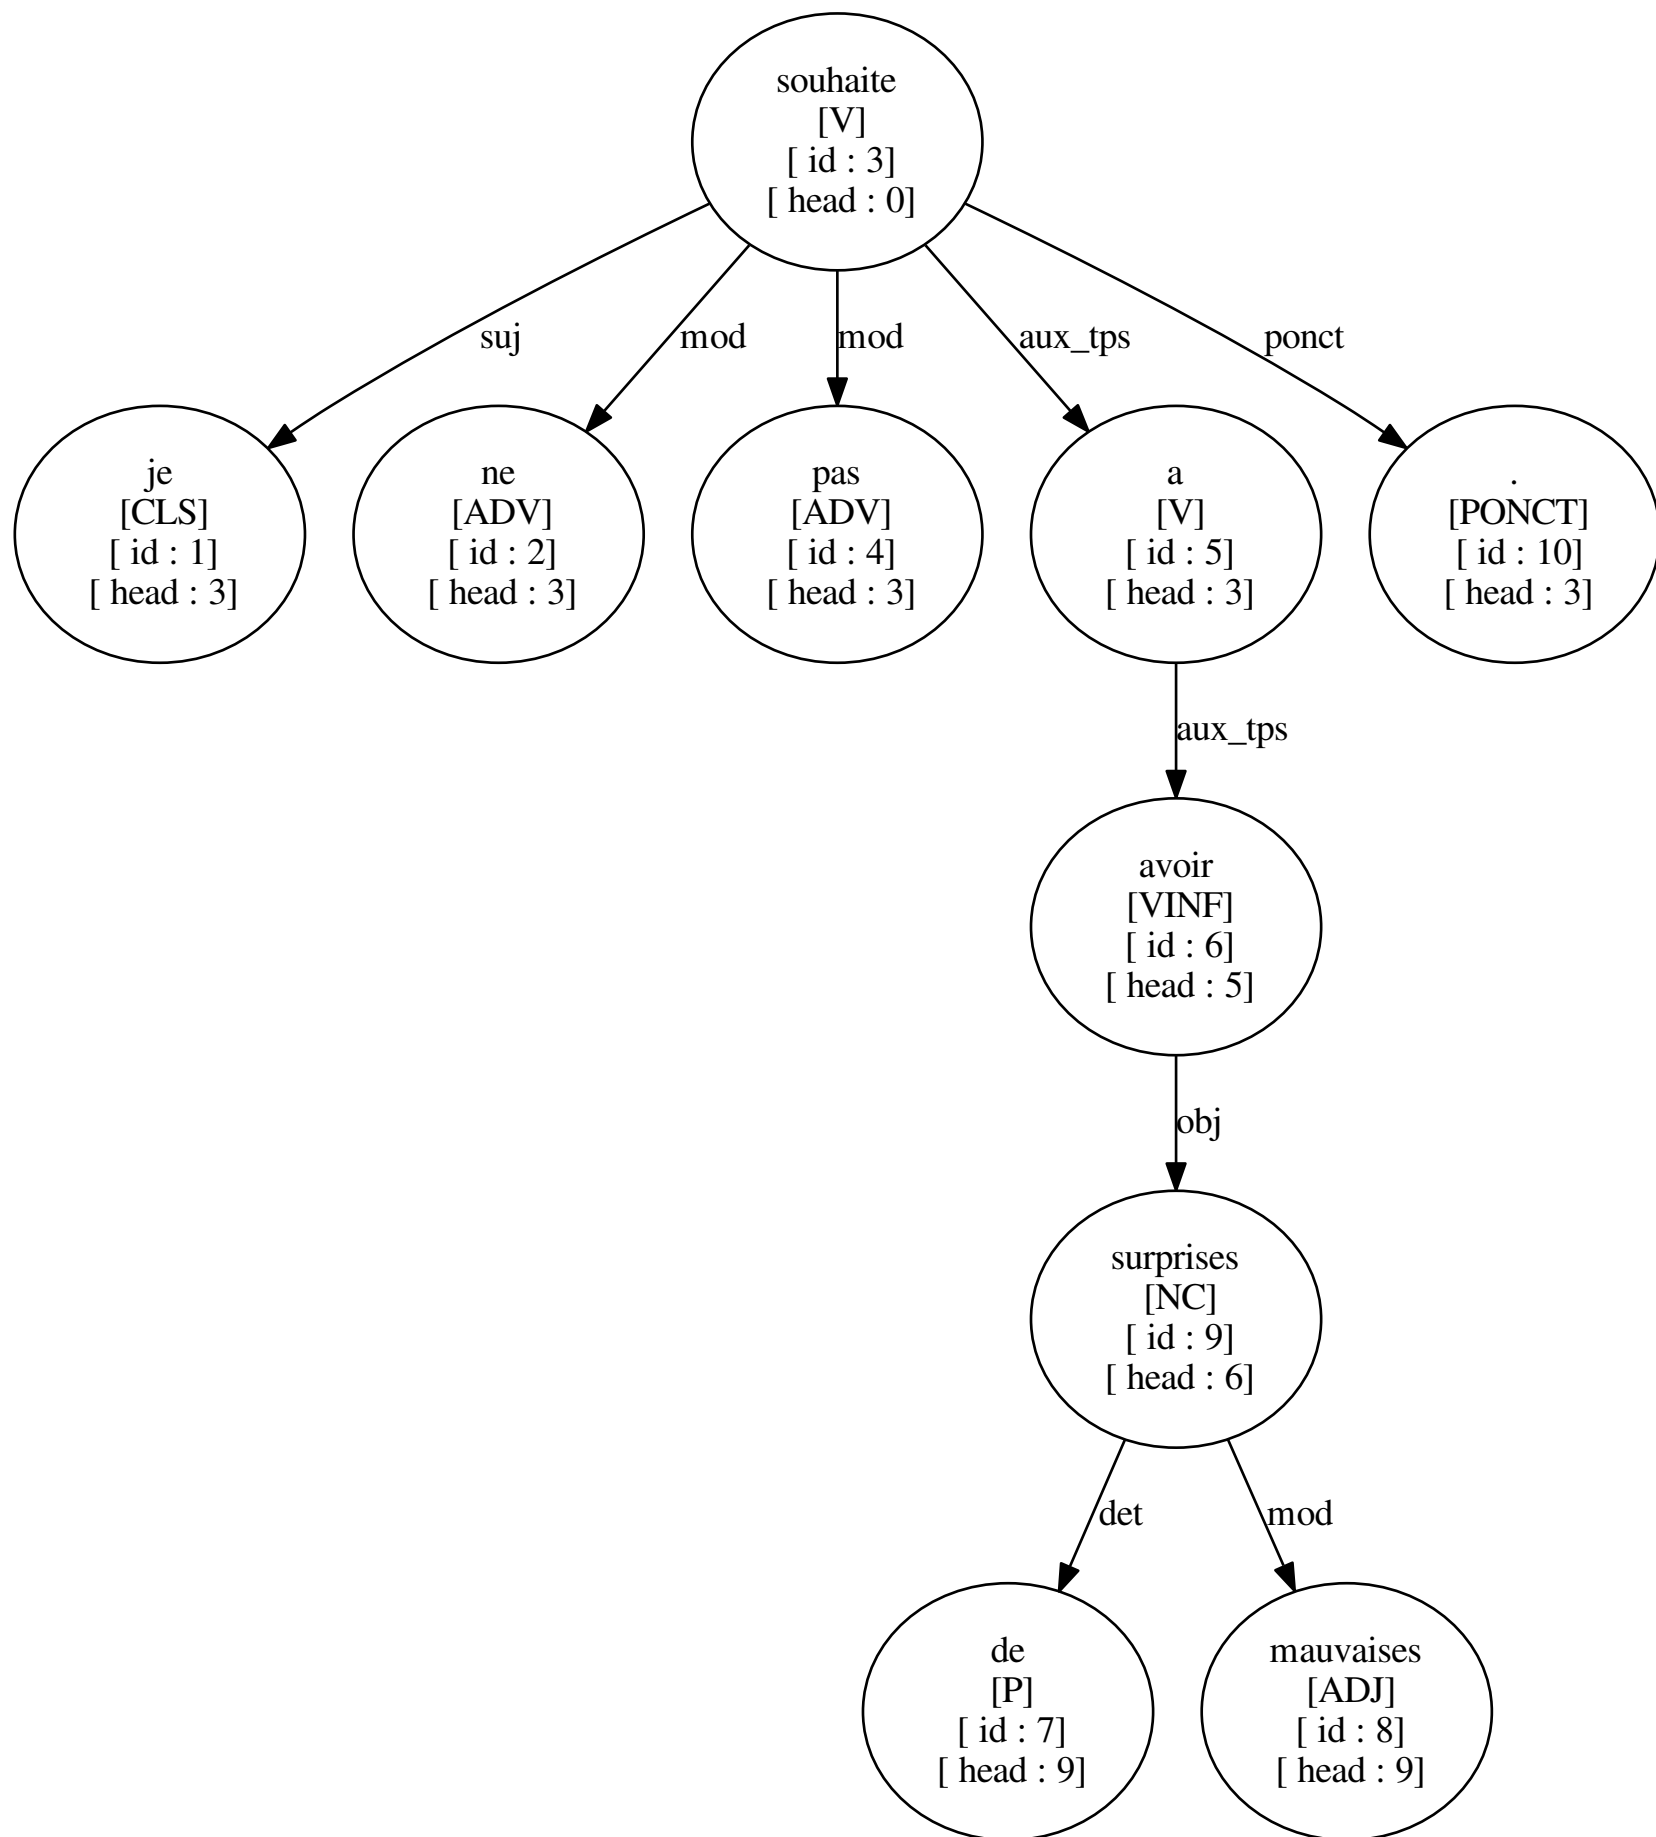 souhaite
[V]
[ id : 3]
[ head : 0]
suj
mod
mod
aux_tps
ponct
je
[CLS]
[ id : 1]
[ head : 3]
ne
[ADV]
[ id : 2]
[ head : 3]
pas
[ADV]
[ id : 4]
[ head : 3]
a
[V]
[ id : 5]
[ head : 3]
.
[PONCT]
[ id : 10]
[ head : 3]
aux_tps
avoir
[VINF]
[ id : 6]
[ head : 5]
obj
surprises
[NC]
[ id : 9]
[ head : 6]
det
mod
de
[P]
[ id : 7]
[ head : 9]
mauvaises
[ADJ]
[ id : 8]
[ head : 9]